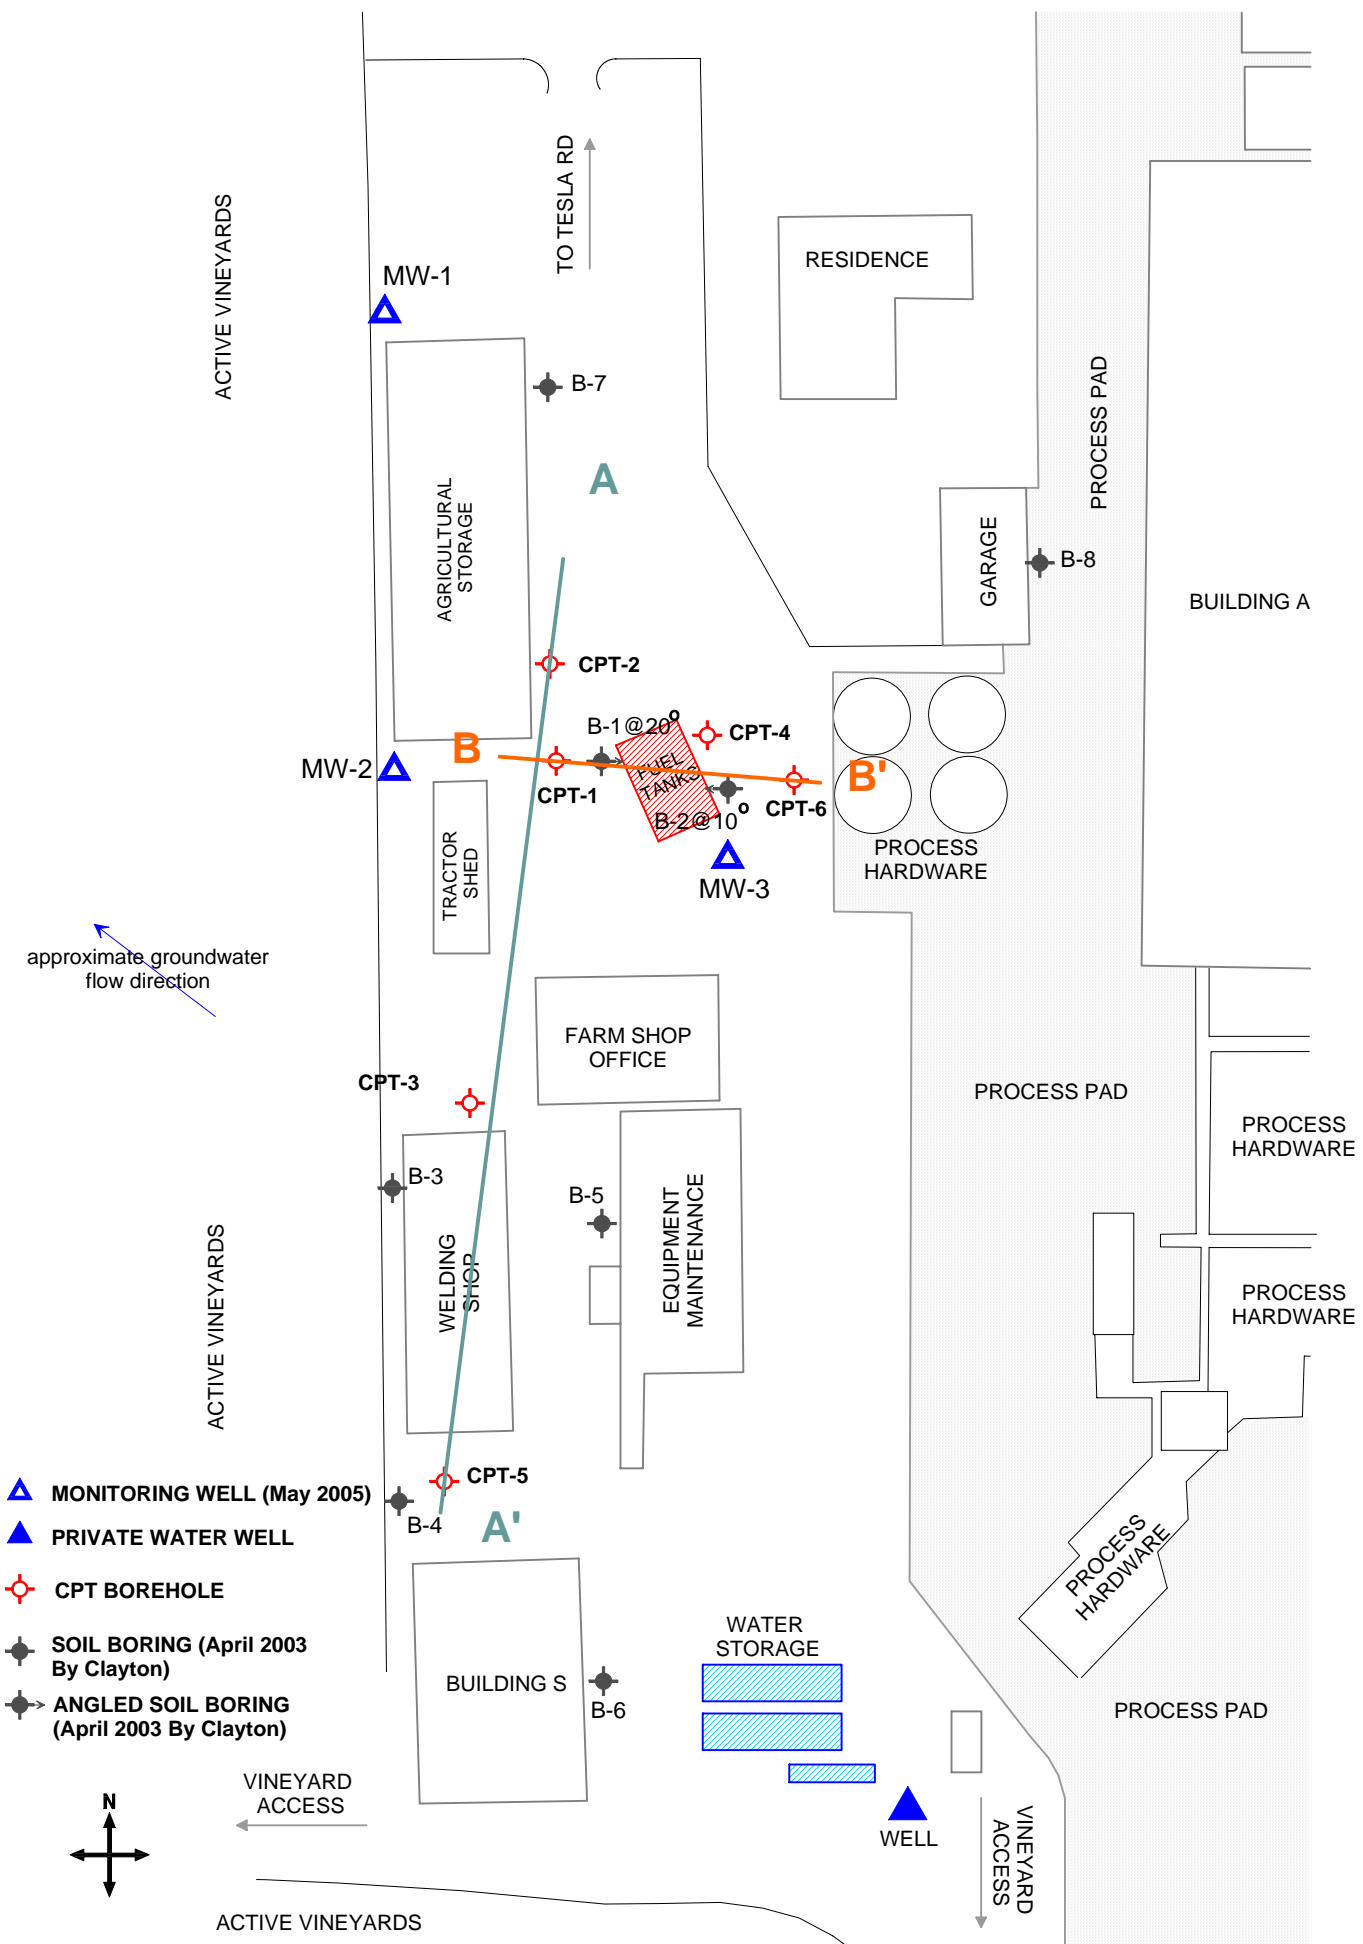 TO TESLA RD
ACTIVE VINEYARDS
RESIDENCE
MW-1
B-7
PROCESS PAD
A
AGRICULTURAL
STORAGE
GARAGE
B-8
BUILDING A
CPT-2
B-1@20°
CPT-4
B
MW-2
FUEL
TANKS
B'
CPT-1
CPT-6
B-2@10°
PROCESS
HARDWARE
TRACTOR
SHED
MW-3
approximate groundwater
flow direction
FARM SHOP
OFFICE
CPT-3
PROCESS PAD
PROCESS
HARDWARE
B-3
B-5
EQUIPMENT
MAINTENANCE
WELDING
SHOP
ACTIVE VINEYARDS
PROCESS
HARDWARE
CPT-5
MONITORING WELL (May 2005)
B-4
A'
PRIVATE WATER WELL
PROCESS
HARDWARE
CPT BOREHOLE
WATER
STORAGE
SOIL BORING (April 2003
By Clayton)
BUILDING S
B-6
ANGLED SOIL BORING
(April 2003 By Clayton)
PROCESS PAD
VINEYARD
ACCESS
N
WELL
VINEYARD
ACCESS
ACTIVE VINEYARDS